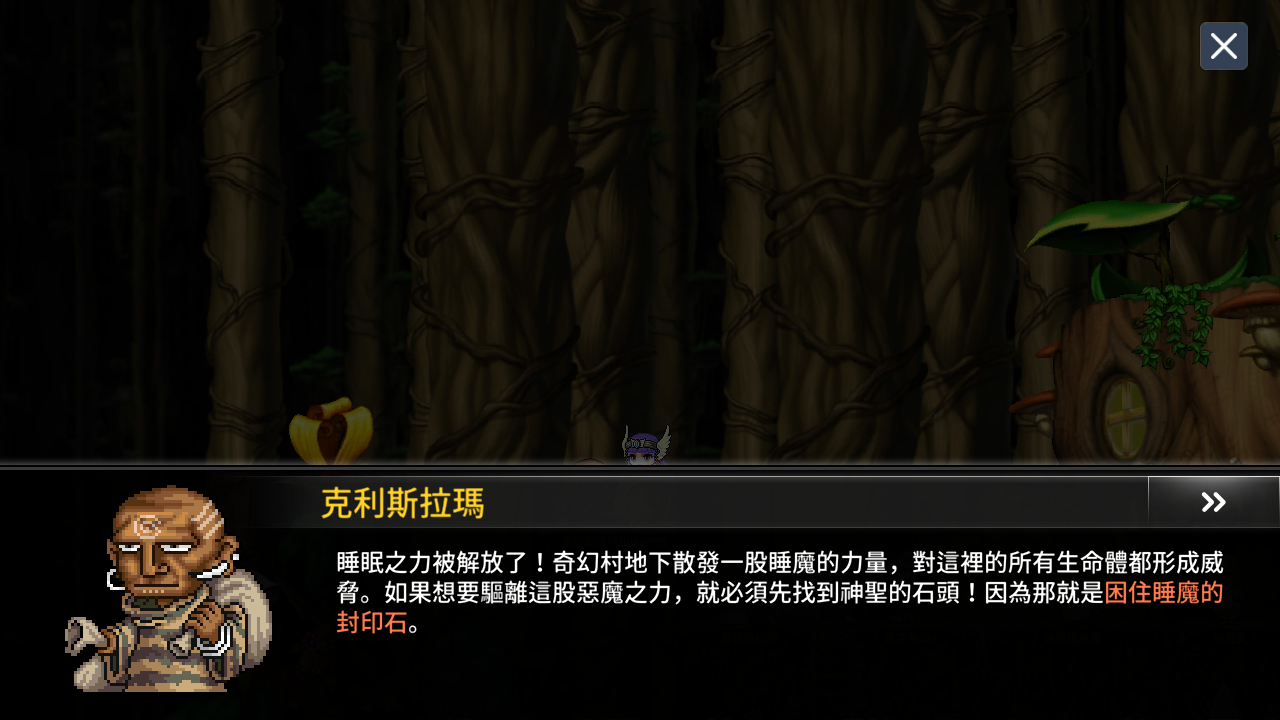 克利斯拉瑪
睡眠之力被解放了！奇幻村地下散發一股睡魔的力量，對這裡的所有生命體都形成威
脅。如果想要驅離這股惡魔之力，就必須先找到神聖的石頭！因為那就是困住睡魔的
封印石。